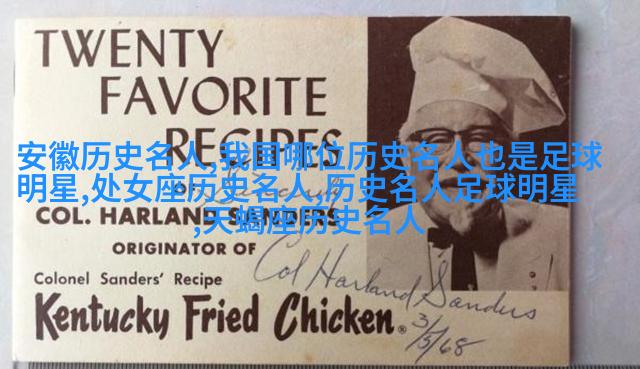 TWENTY
FAVORITE
RECIPES
安徽历史名人,我国哪位历史名人也是足球
明星,处女座历史名人,历史名人足球明星
,天蝎座历史名人
COL. HARLAND SANDERS
ORIGINATOR OF
Colonel Sanders' Recipe
Kentucky Fried Chicken®
Col Harland Sanders
3/5/68